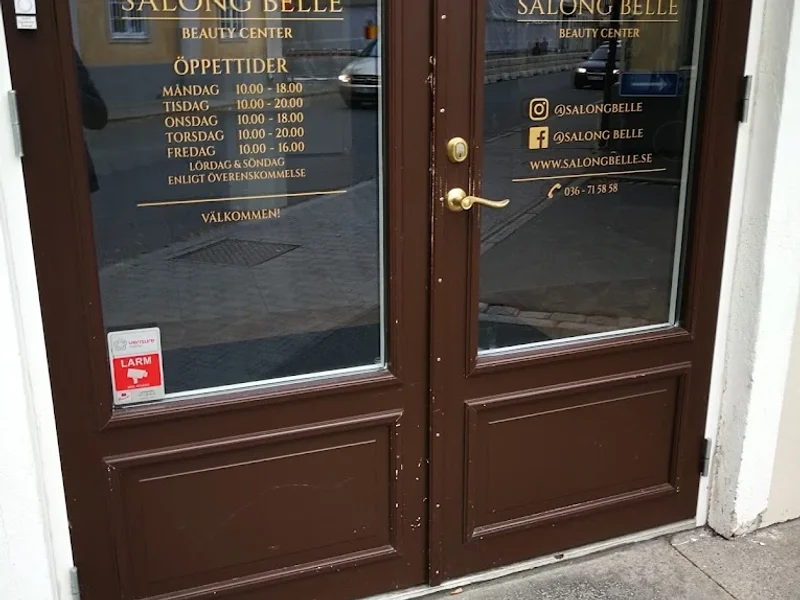 SALONG BELLE
BEAUTY CENTER
ÖPPETTIDER
MÅNDAG 10.00 - 18.00
TISDAG 10.00 - 20.00
ONSDAG 10.00 - 18.00
TORSDAG 10.00 - 20.00
FREDAG 10.00 - 16.00
LÖRDAG & SÖNDAG
ENLIGT ÖVERENSKOMMELSE
VÄLKOMMEN!
verisure
LARM
SALONG BELLE
BEAUTY CENTER
@SALONGBELLE
@SALONG BELLE
WWW.SALONGBELLE.SE
036 - 71 58 58